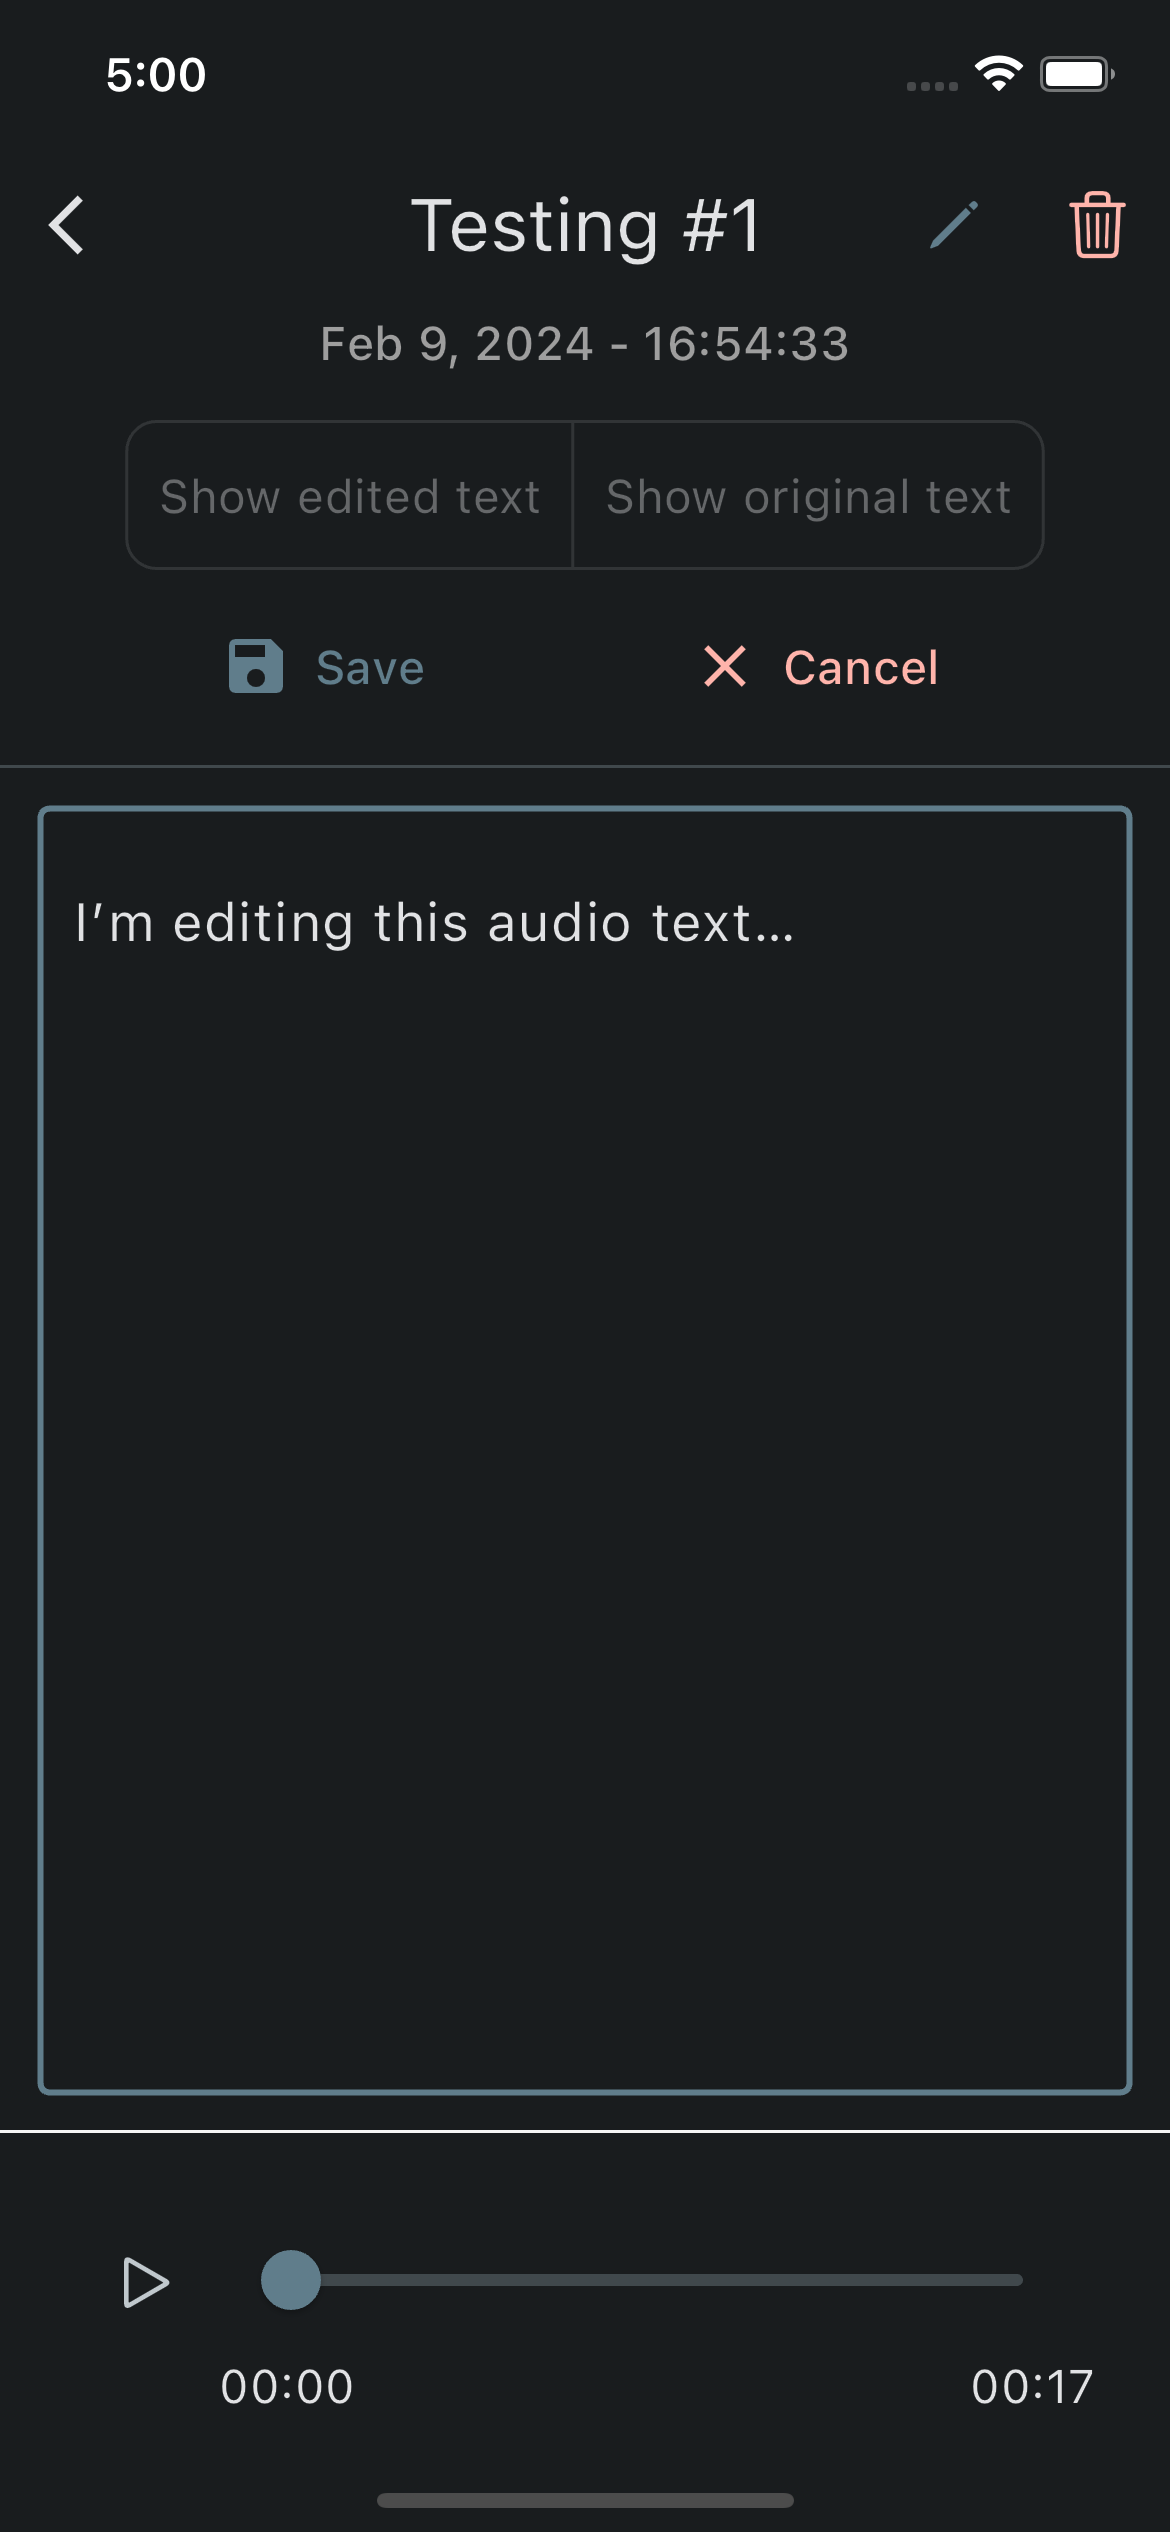 5:00
Testing #1
Feb 9, 2024 - 16:54:33
Show edited text Show original text
Save Cancel
I'm editing this audio text...
00:00 00:17